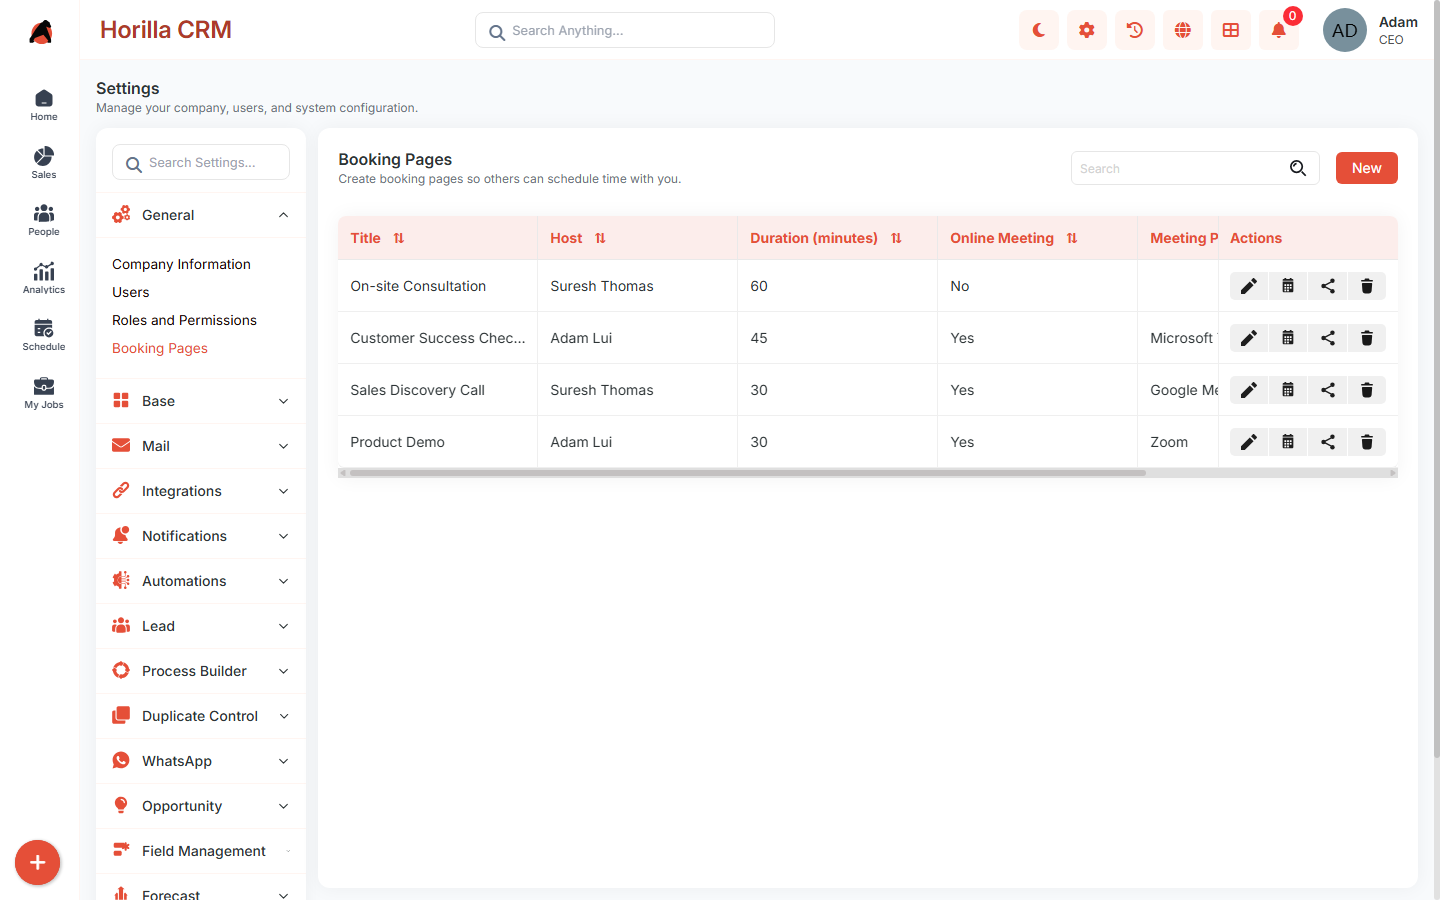 Horilla CRM
Search Anything...
0
AD
Adam
CEO
Home
Sales
People
Analytics
Schedule
My Jobs
Settings
Manage your company, users, and system configuration.
Search Settings...
General
Company Information
Users
Roles and Permissions
Booking Pages
Base
Mail
Integrations
Notifications
Automations
Lead
Process Builder
Duplicate Control
WhatsApp
Opportunity
Field Management
Forecast
Booking Pages
Create booking pages so others can schedule time with you.
Search
New
Title Host Duration (minutes) Online Meeting Meeting P Actions
On-site Consultation Suresh Thomas 60 No
Customer Success Chec... Adam Lui 45 Yes Microsoft
Sales Discovery Call Suresh Thomas 30 Yes Google Me
Product Demo Adam Lui 30 Yes Zoom